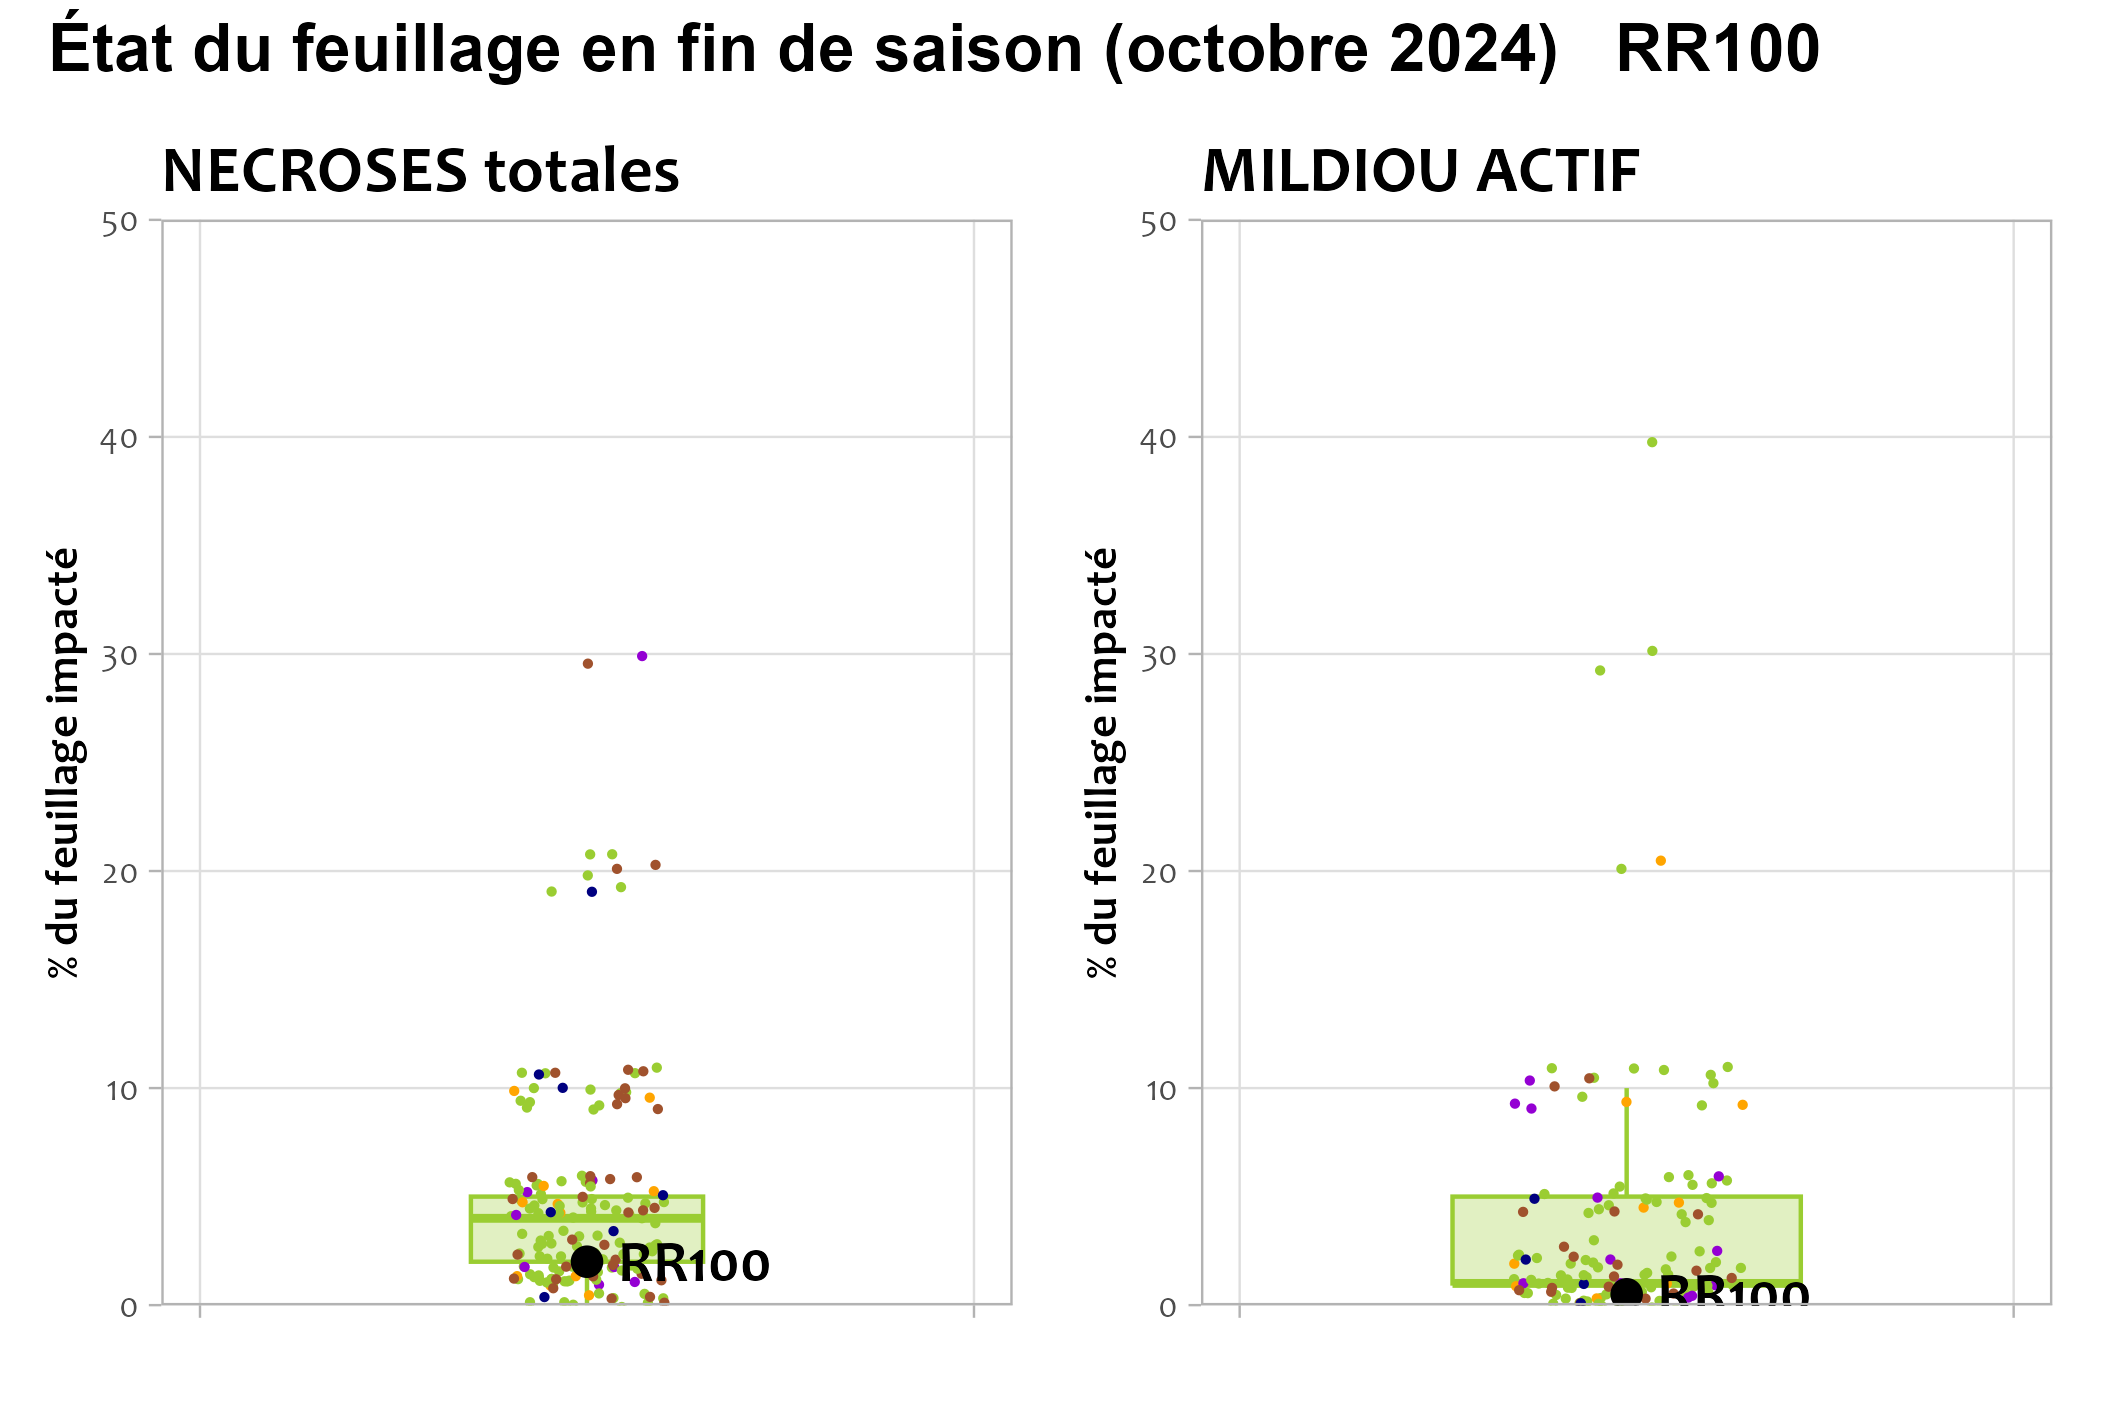 État du feuillage en fin de saison (octobre 2024) RR100
NECROSES totales
50
40
30
20
10
0
% du feuillage impacté
RR100
MILDIOU ACTIF
50
40
30
20
10
0
% du feuillage impacté
RR100